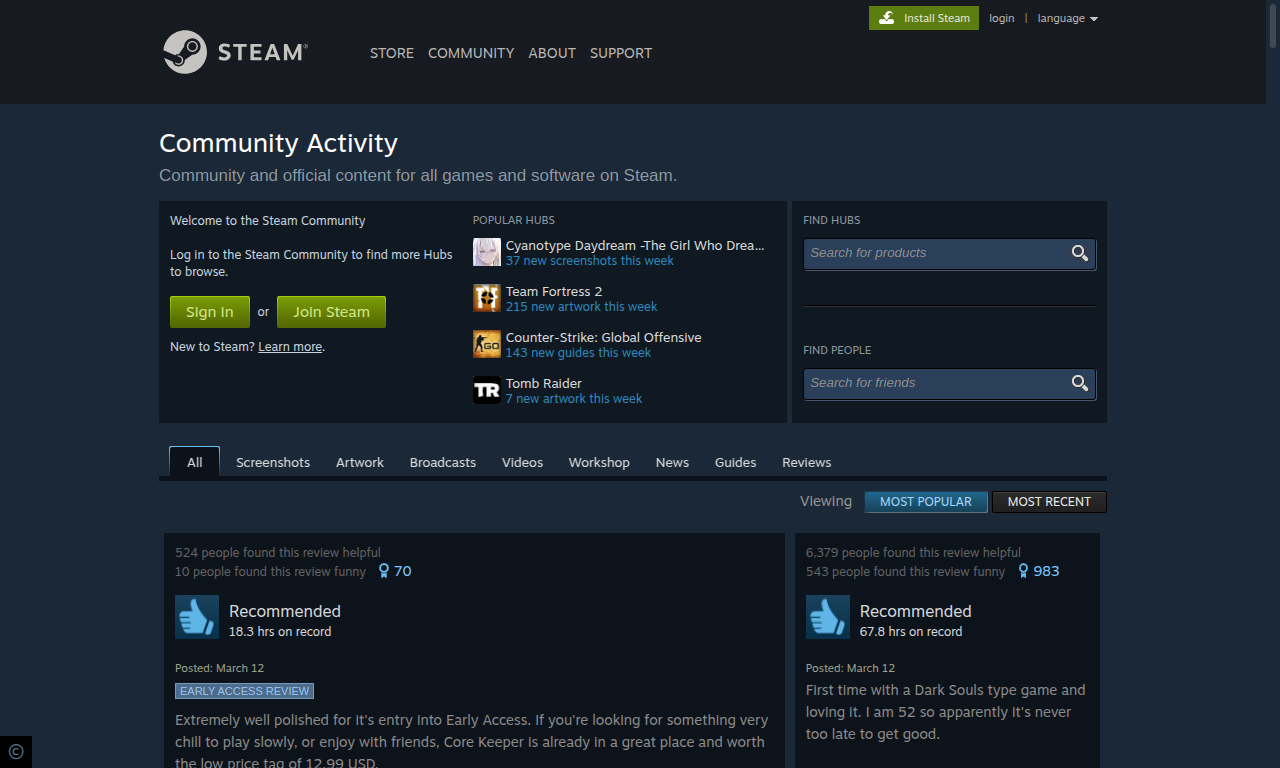 Install Steam
login | language
STEAM®
STORE COMMUNITY ABOUT SUPPORT
Community Activity
Community and official content for all games and software on Steam.
Welcome to the Steam Community
Log in to the Steam Community to find more Hubs
to browse.
Sign In or Join Steam
New to Steam? Learn more.
POPULAR HUBS
Cyanotype Daydream -The Girl Who Drea...
37 new screenshots this week
Team Fortress 2
215 new artwork this week
GO
Counter-Strike: Global Offensive
143 new guides this week
TR
Tomb Raider
7 new artwork this week
FIND HUBS
Search for products
FIND PEOPLE
Search for friends
All Screenshots Artwork Broadcasts Videos Workshop News Guides Reviews
Viewing MOST POPULAR MOST RECENT
524 people found this review helpful
10 people found this review funny 70
Recommended
18.3 hrs on record
Posted: March 12
EARLY ACCESS REVIEW
Extremely well polished for it's entry into Early Access. If you're looking for something very
chill to play slowly, or enjoy with friends, Core Keeper is already in a great place and worth
the low price tag of 12.99 USD.
6,379 people found this review helpful
543 people found this review funny 983
Recommended
67.8 hrs on record
Posted: March 12
First time with a Dark Souls type game and
loving it. I am 52 so apparently it's never
too late to get good.
©